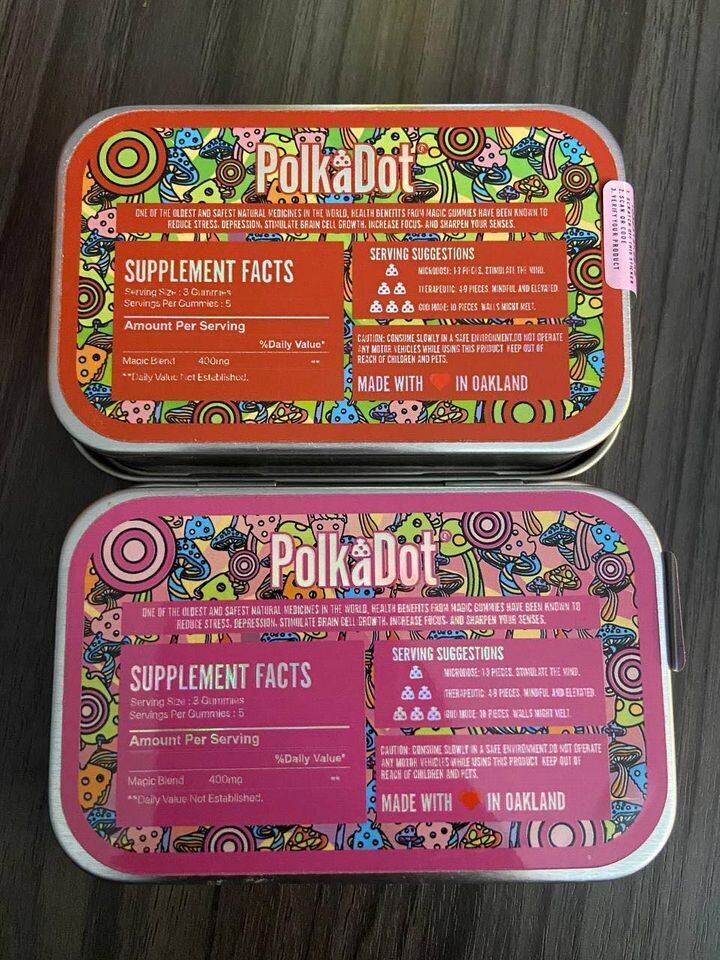 PolkaDot®
ONE OF THE OLDEST AND SAFEST NATURAL MEDICINES IN THE WORLD, HEALTH BENEFITS FROM MAGIC GUMMIES HAVE BEEN KNOWN TO
REDUCE STRESS, DEPRESSION, STIMULATE BRAIN CELL GROWTH, INCREASE FOCUS, AND SHARPEN YOUR SENSES.
SUPPLEMENT FACTS
Serving Size : 3 Gummies
Servings Per Gummies : 5
Amount Per Serving
%Daily Value*
Magic Blend 400mg **
**Daily Value Not Established.
SERVING SUGGESTIONS
MICRODOSE: 1-3 PIECES. STIMULATE THE MIND.
THERAPEUTIC: 4-9 PIECES. MINDFUL AND ELEVATED.
GOD MODE: 10 PIECES. WALLS MIGHT MELT.
CAUTION: CONSUME SLOWLY IN A SAFE ENVIRONMENT.DO NOT OPERATE
ANY MOTOR VEHICLES WHILE USING THIS PRODUCT KEEP OUT OF
REACH OF CHILDREN AND PETS.
MADE WITH IN OAKLAND
2. SCAN QR CODE
3. VERIFY YOUR PRODUCT
PolkaDot®
ONE OF THE OLDEST AND SAFEST NATURAL MEDICINES IN THE WORLD, HEALTH BENEFITS FROM MAGIC GUMMIES HAVE BEEN KNOWN TO
REDUCE STRESS, DEPRESSION, STIMULATE BRAIN CELL GROWTH, INCREASE FOCUS, AND SHARPEN YOUR SENSES.
SUPPLEMENT FACTS
Serving Size : 3 Gummies
Servings Per Gummies : 5
Amount Per Serving
%Daily Value*
Magic Blend 400mg **
**Daily Value Not Established.
SERVING SUGGESTIONS
MICRODOSE: 1-3 PIECES. STIMULATE THE MIND.
THERAPEUTIC: 4-9 PIECES. MINDFUL AND ELEVATED.
GOD MODE: 10 PIECES. WALLS MIGHT MELT.
CAUTION: CONSUME SLOWLY IN A SAFE ENVIRONMENT.DO NOT OPERATE
ANY MOTOR VEHICLES WHILE USING THIS PRODUCT KEEP OUT OF
REACH OF CHILDREN AND PETS.
MADE WITH IN OAKLAND